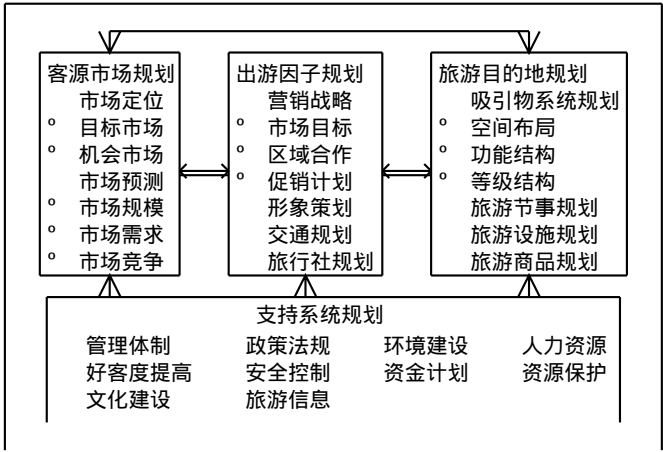 客源市场规划
市场定位
° 目标市场
° 机会市场
市场预测
° 市场规模
° 市场需求
° 市场竞争
出游因子规划
营销战略
° 市场目标
° 区域合作
° 促销计划
形象策划
交通规划
旅行社规划
旅游目的地规划
吸引物系统规划
° 空间布局
° 功能结构
° 等级结构
旅游节事规划
旅游设施规划
旅游商品规划
支持系统规划
管理体制 政策法规 环境建设 人力资源
好客度提高 安全控制 资金计划 资源保护
文化建设 旅游信息